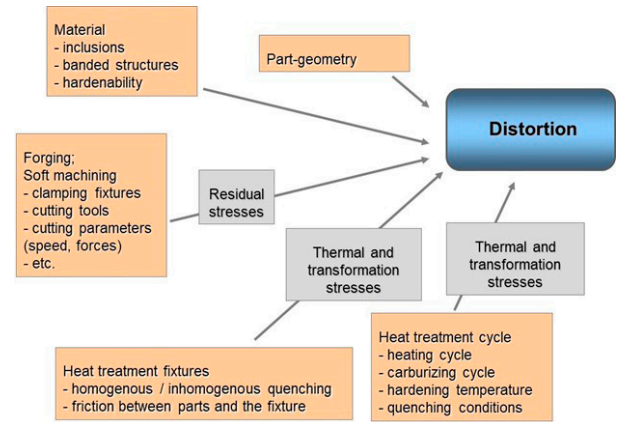 Material
- inclusions
- banded structures
- hardenability
Part-geometry
Distortion
Forging;
Soft machining
- clamping fixtures
- cutting tools
- cutting parameters
(speed, forces)
- etc.
Residual
stresses
Thermal and
transformation
stresses
Thermal and
transformation
stresses
Heat treatment fixtures
- homogenous / inhomogenous quenching
- friction between parts and the fixture
Heat treatment cycle
- heating cycle
- carburizing cycle
- hardening temperature
- quenching conditions